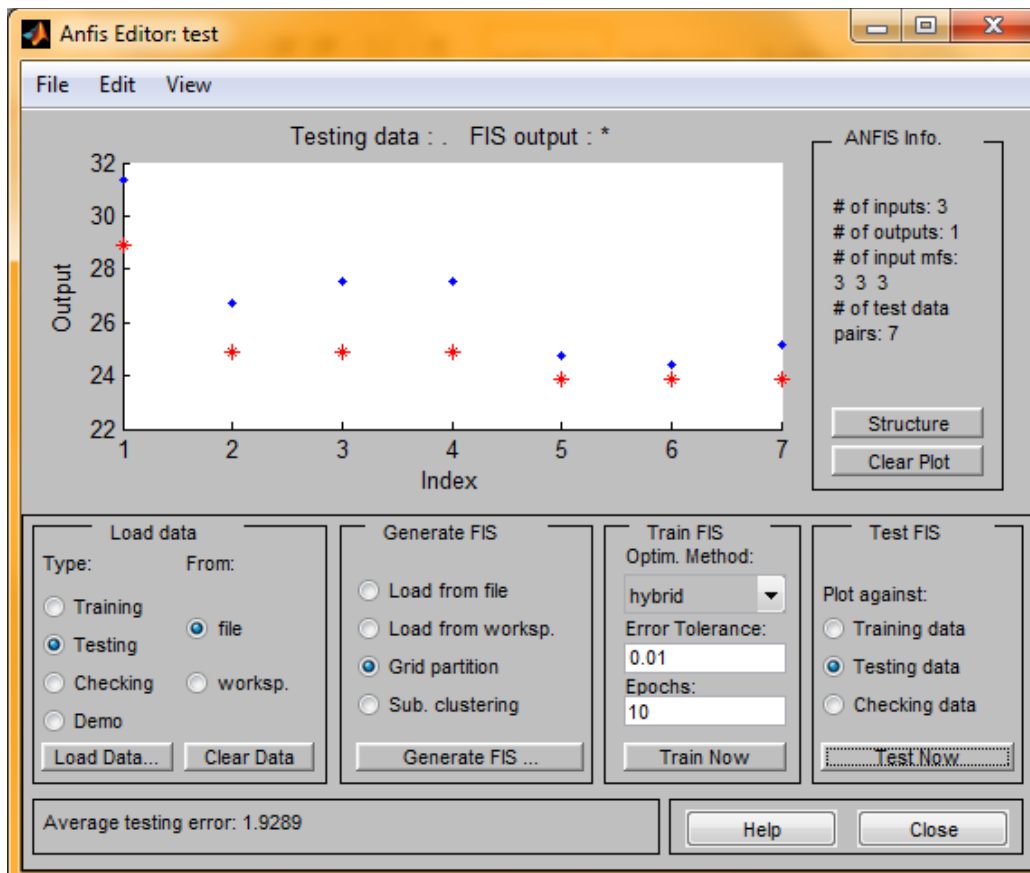 Anfis Editor: test
File Edit View
Testing data : . FIS output : *
32
30
28
26
24
22
Output
1 2 3 4 5 6 7
Index
ANFIS Info.
# of inputs: 3
# of outputs: 1
# of input mfs:
3 3 3
# of test data
pairs: 7
Structure
Clear Plot
Load data
Type: From:
Training
Testing
Checking
Demo
file
worksp.
Load Data... Clear Data
Generate FIS
Load from file
Load from worksp.
Grid partition
Sub. clustering
Generate FIS ...
Train FIS
Optim. Method:
hybrid
Error Tolerance:
0.01
Epochs:
10
Train Now
Test FIS
Plot against:
Training data
Testing data
Checking data
Test Now
Average testing error: 1.9289
Help Close